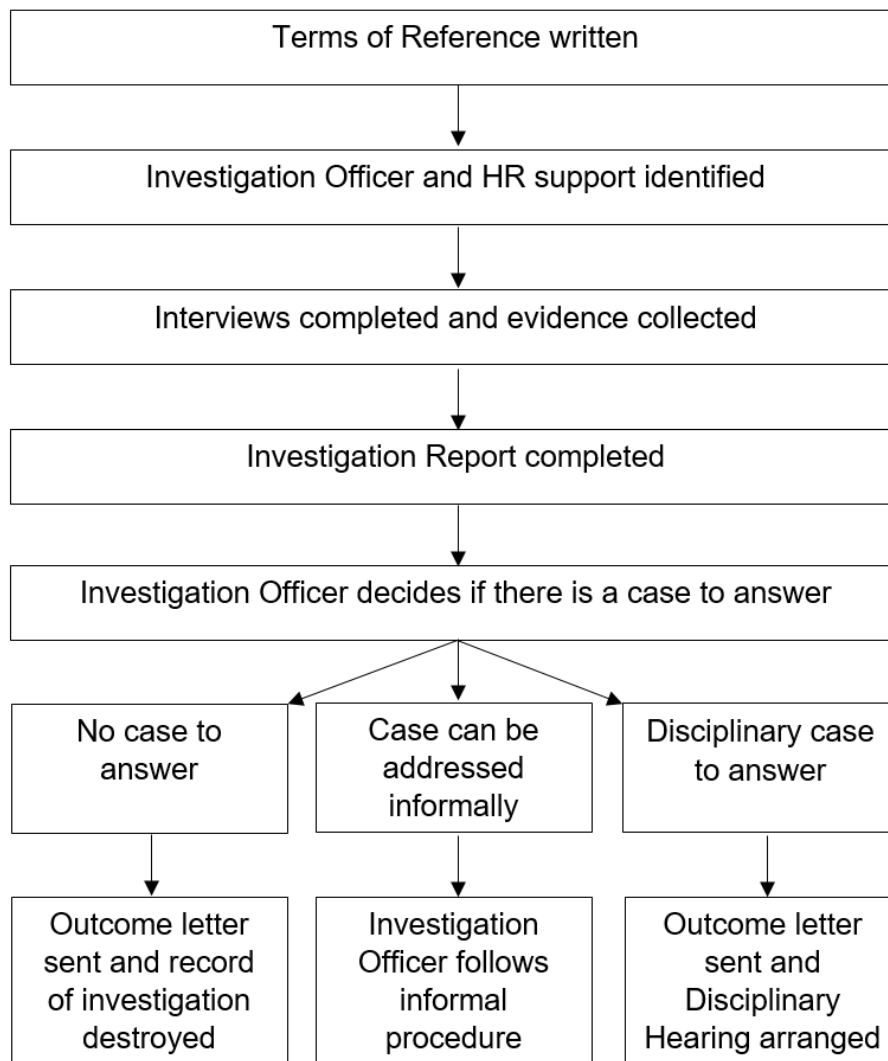 Terms of Reference written
Investigation Officer and HR support identified
Interviews completed and evidence collected
Investigation Report completed
Investigation Officer decides if there is a case to answer
No case to
answer
Case can be
addressed
informally
Disciplinary case
to answer
Outcome letter
sent and record
of investigation
destroyed
Investigation
Officer follows
informal
procedure
Outcome letter
sent and
Disciplinary
Hearing arranged